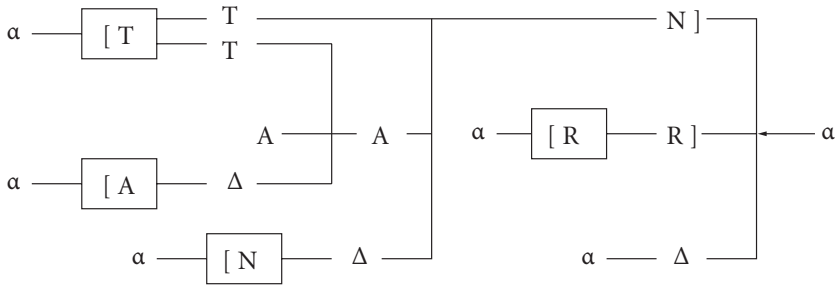 α [ T T N ]
T
A A α [ R R ] α
α [ A Δ
α [ N Δ α Δ